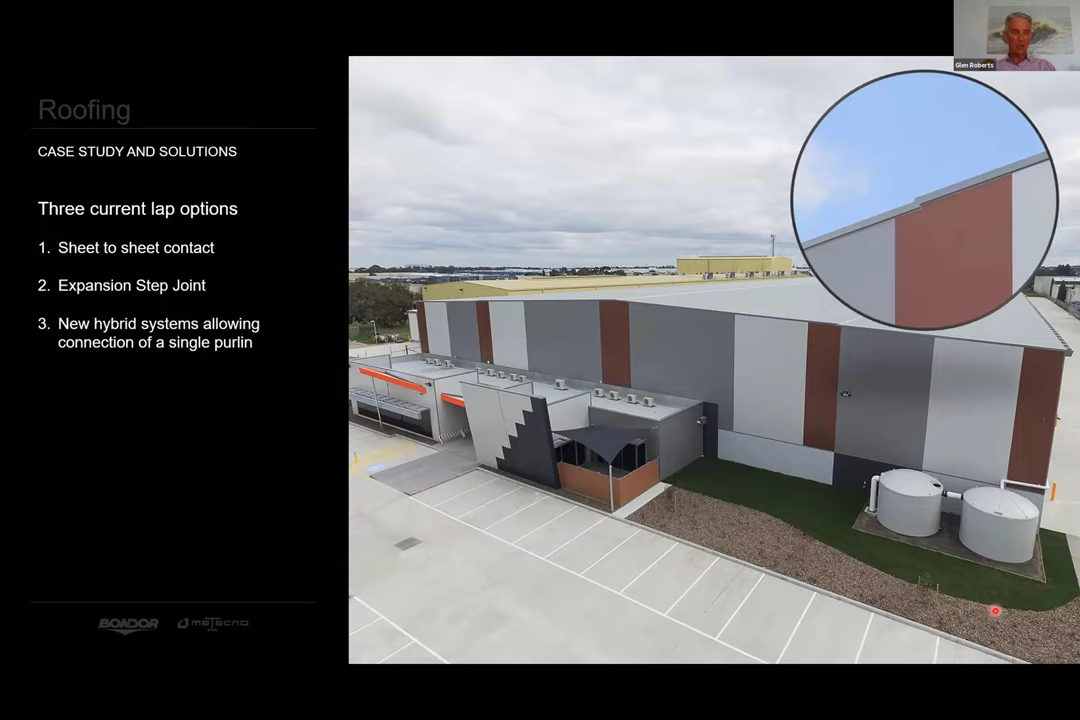 Glen Roberts
Roofing
CASE STUDY AND SOLUTIONS
Three current lap options
1. Sheet to sheet contact
2. Expansion Step Joint
3. New hybrid systems allowing
connection of a single purlin
BONDOR meTecno